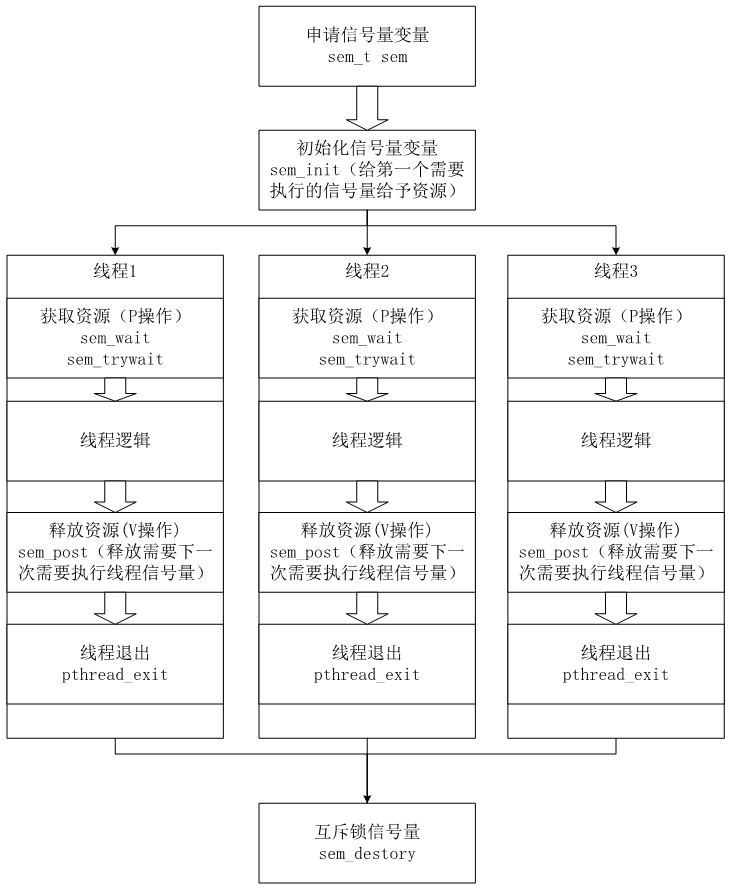 申请信号量变量
sem_t sem
初始化信号量变量
sem_init（给第一个需要
执行的信号量给予资源）
线程1
获取资源（P操作）
sem_wait
sem_trywait
线程逻辑
释放资源(V操作)
sem_post（释放需要下一
次需要执行线程信号量）
线程退出
pthread_exit
线程2
获取资源（P操作）
sem_wait
sem_trywait
线程逻辑
释放资源(V操作)
sem_post（释放需要下一
次需要执行线程信号量）
线程退出
pthread_exit
线程3
获取资源（P操作）
sem_wait
sem_trywait
线程逻辑
释放资源(V操作)
sem_post（释放需要下一
次需要执行线程信号量）
线程退出
pthread_exit
互斥锁信号量
sem_destory